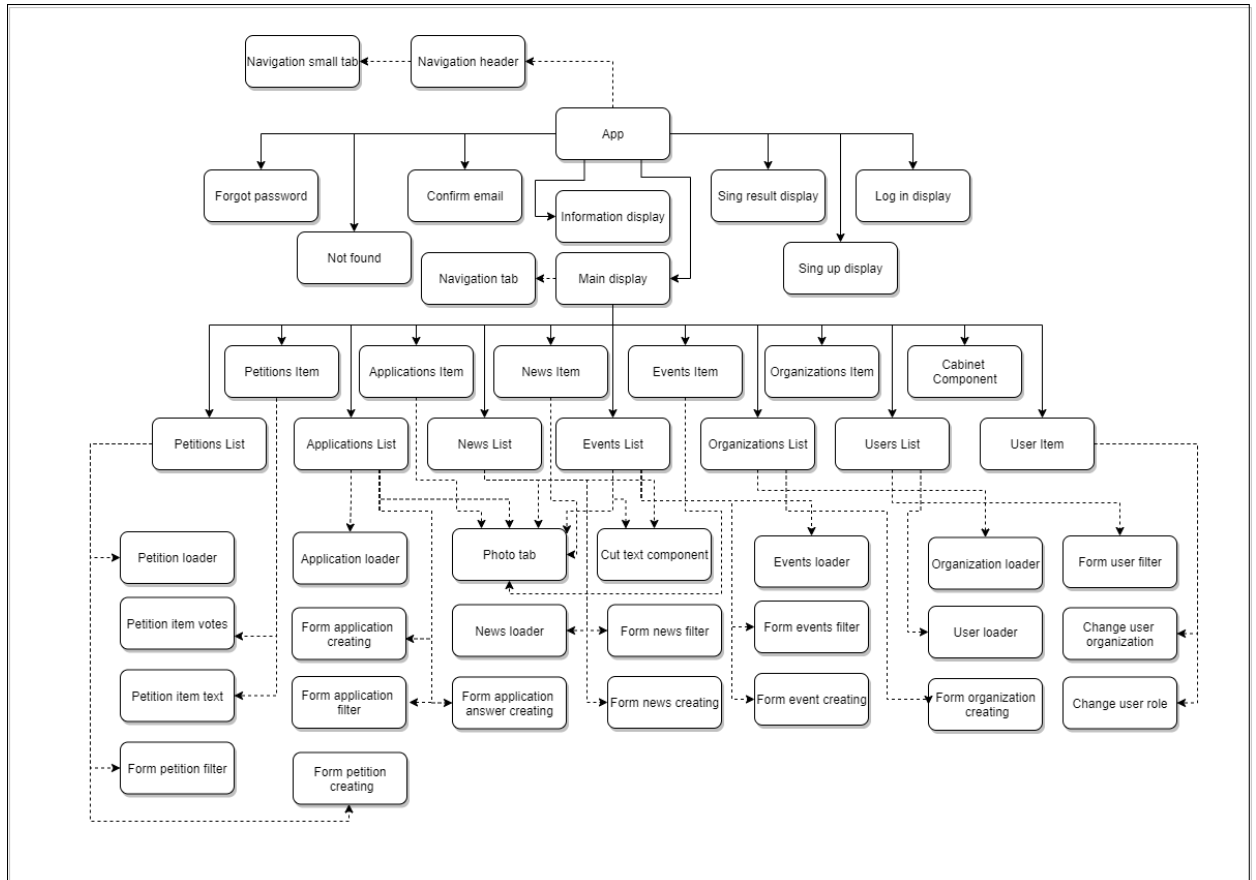 Navigation small tab
Navigation header
App
Forgot password
Confirm email
Sing result display
Log in display
Information display
Not found
Sing up display
Navigation tab
Main display
Petitions Item
Applications Item
News Item
Events Item
Organizations Item
Cabinet
Component
Petitions List
Applications List
News List
Events List
Organizations List
Users List
User Item
Petition loader
Application loader
Photo tab
Cut text component
Events loader
Organization loader
Form user filter
Petition item votes
Form application
creating
News loader
Form news filter
Form events filter
User loader
Change user
organization
Petition item text
Form application
filter
Form application
answer creating
Form news creating
Form event creating
Form organization
creating
Change user role
Form petition filter
Form petition
creating